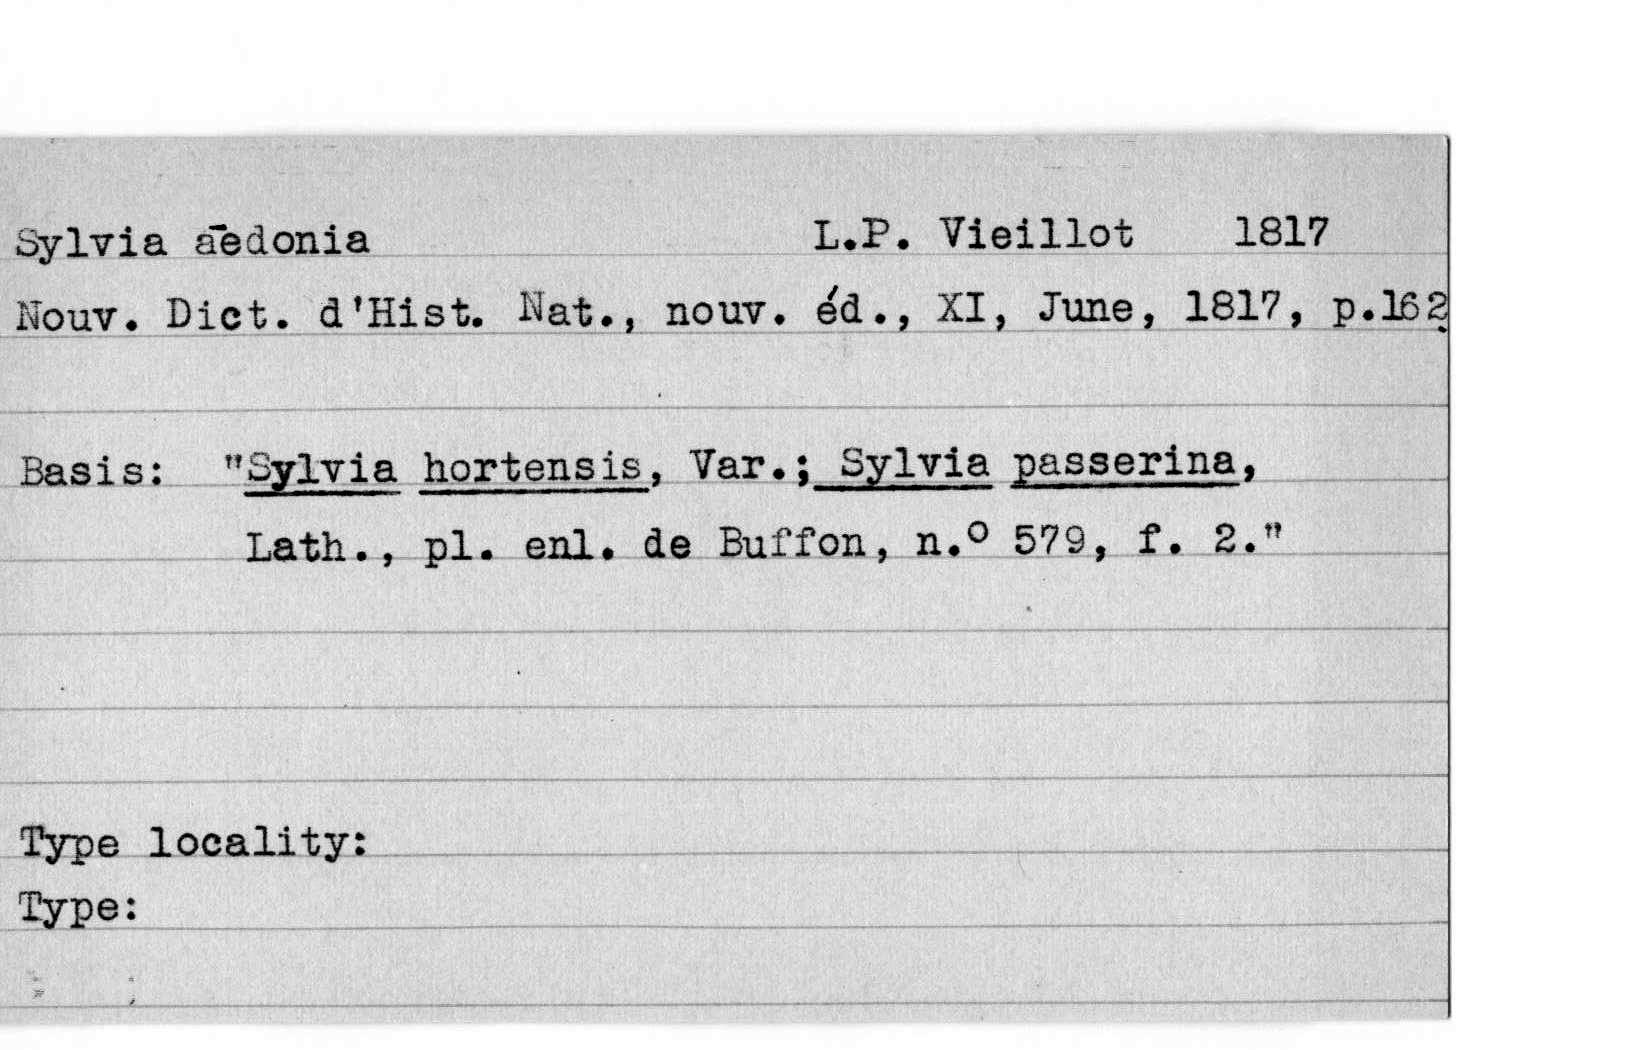 Sylvia a̅edonia L.P. Vieillot 1817
Nouv. Dict. d'Hist. Nat., nouv. éd., XI, June, 1817, p.162
Basis: "Sylvia hortensis, Var.; Sylvia passerina,
Lath., pl. enl. de Buffon, n.º 579, f. 2."
Type locality:
Type: